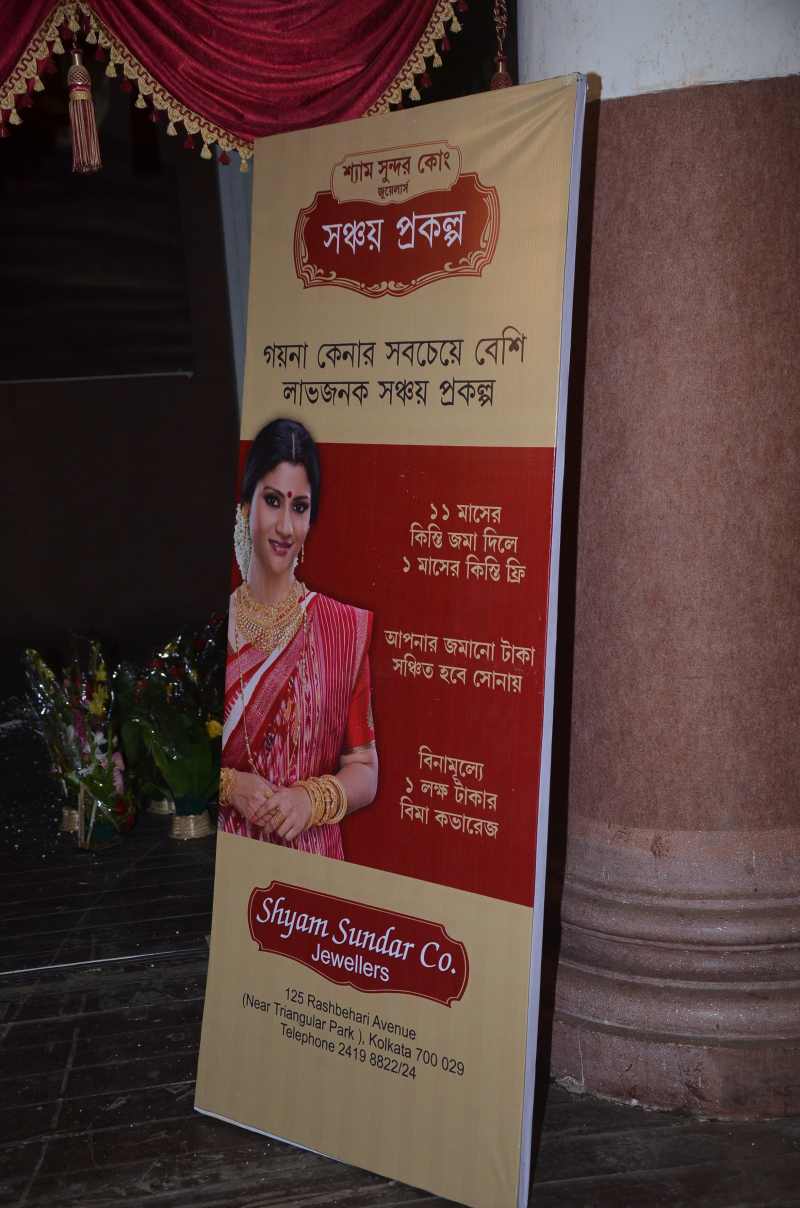 শ্যাম সুন্দর কোং
জুয়েলার্স
সঞ্চয় প্রকল্প
গয়না কেনার সবচেয়ে বেশি
লাভজনক সঞ্চয় প্রকল্প
১১ মাসের
কিস্তি জমা দিলে
১ মাসের কিস্তি ফ্রি
আপনার জমানো টাকা
সঞ্চিত হবে সোনায়
বিনামূল্যে
১ লক্ষ টাকার
বিমা কভারেজ
Shyam Sundar Co.
Jewellers
125 Rashbehari Avenue
(Near Triangular Park ), Kolkata 700 029
Telephone 2419 8822/24